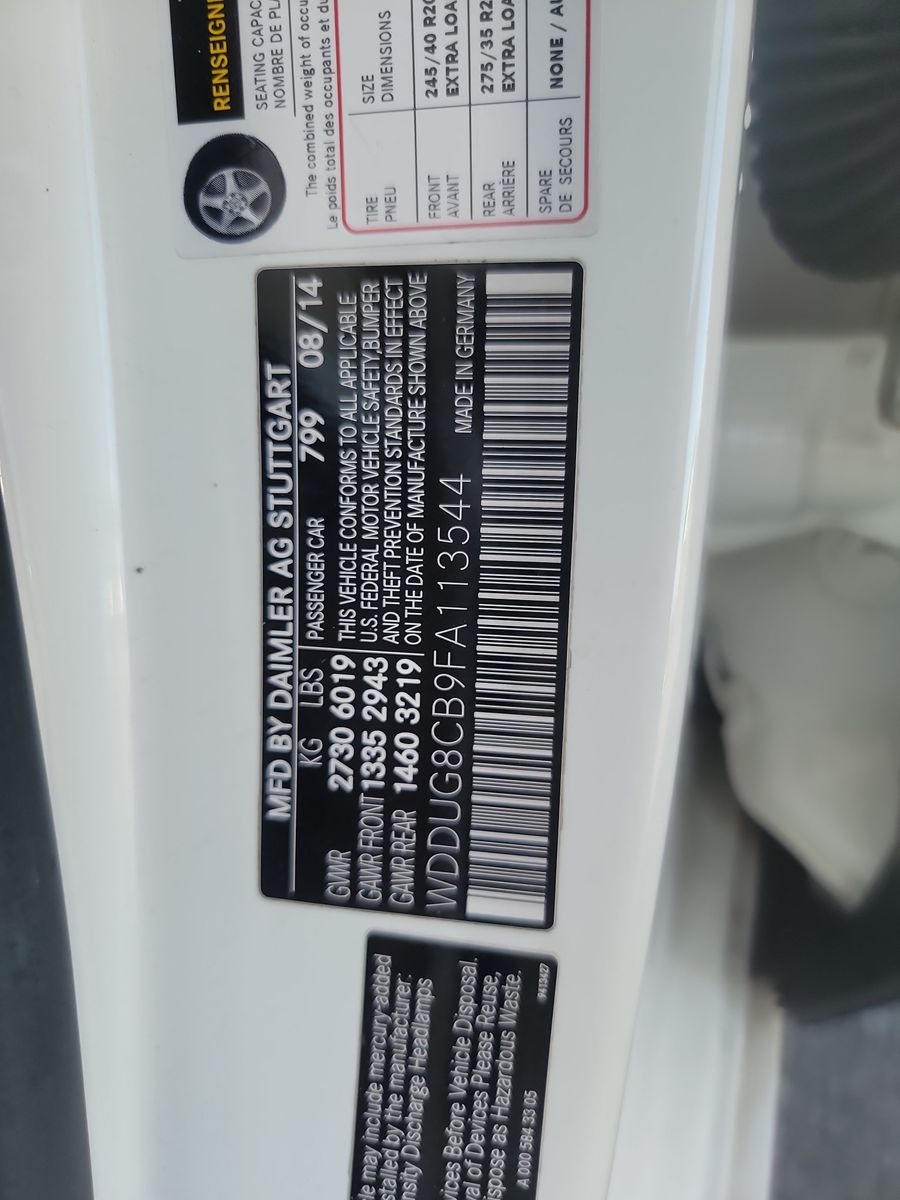 RENSEIGN
SEATING CAPAC
NOMBRE DE PL
The combined weight of occu
Le poids total des occupants et du
TIRE SIZE
PNEU DIMENSIONS
FRONT 245/40 R20
AVANT EXTRA LOA
REAR 275/35 R2
ARRIÈRE EXTRA LOA
SPARE NONE / A
DE SECOURS
MFD BY DAIMLER AG STUTTGART
KG LBS PASSENGER CAR 799 08/14
GVWR 2730 6019 THIS VEHICLE CONFORMS TO ALL APPLICABLE
GAWR FRONT 1335 2943 U.S. FEDERAL MOTOR VEHICLE SAFETY,BUMPER
GAWR REAR 1460 3219 AND THEFT PREVENTION STANDARDS IN EFFECT
ON THE DATE OF MANUFACTURE SHOWN ABOVE
WDDUG8CB9FA113544 MADE IN GERMANY
le may include mercury-added
stalled by the manufacturer:
nsity Discharge Headlamps
vices Before Vehicle Disposal.
val of Devices Please Reuse,
ispose as Hazardous Waste.
A 000 584 33 05 9413427